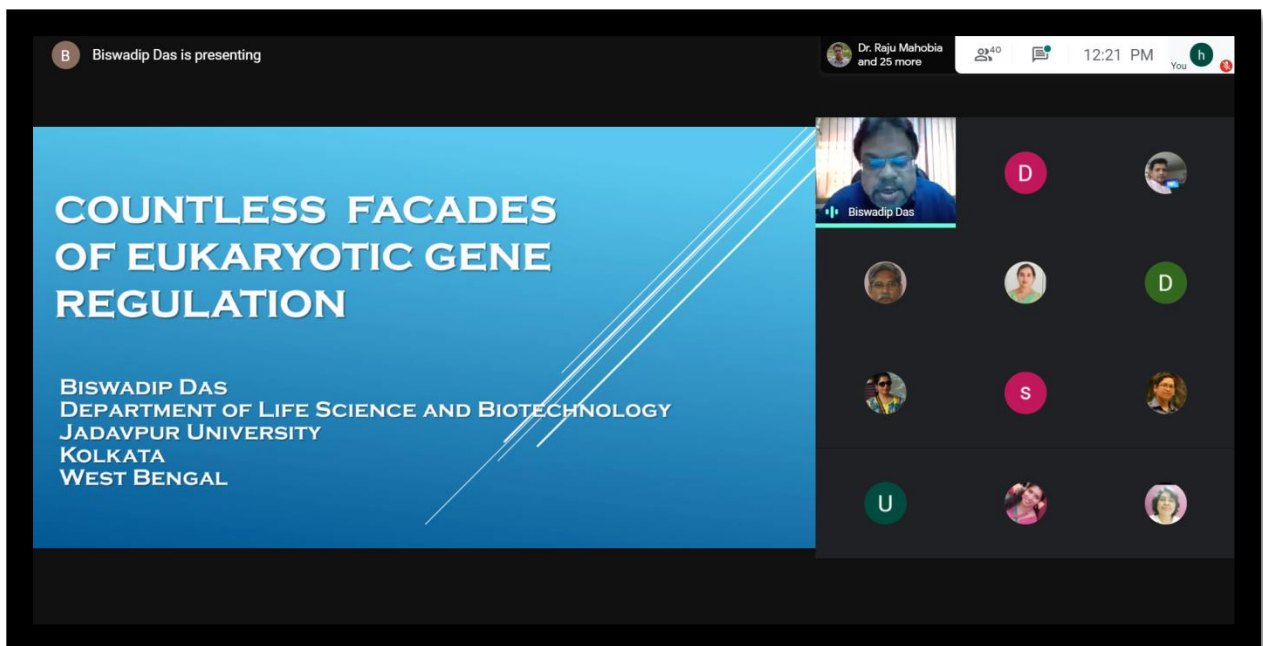 B Biswadip Das is presenting
Dr. Raju Mahobia
and 25 more
40
12:21 PM
You h
COUNTLESS FACADES
OF EUKARYOTIC GENE
REGULATION
BISWADIP DAS
DEPARTMENT OF LIFE SCIENCE AND BIOTECHNOLOGY
JADAVPUR UNIVERSITY
KOLKATA
WEST BENGAL
Biswadip Das
D
D
S
U